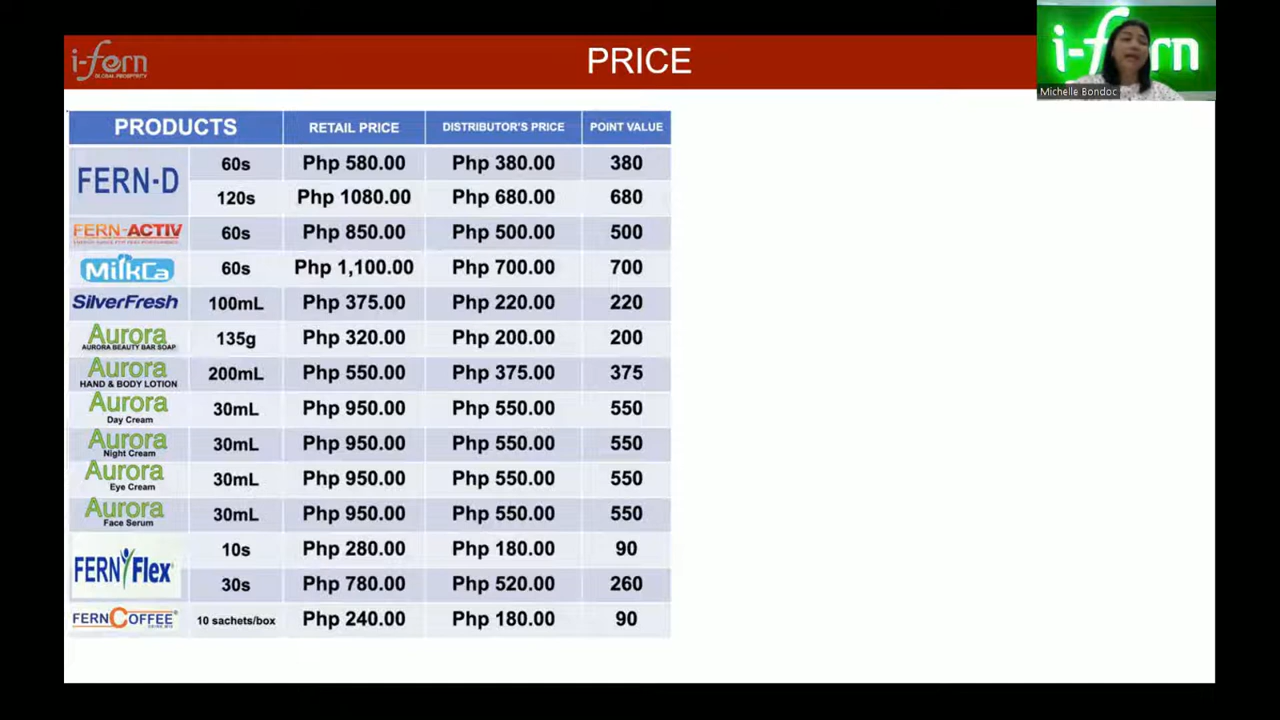 i-fern
GLOBAL PROSPERITY
PRICE
i-fern
Michelle Bondoc
PRODUCTS RETAIL PRICE DISTRIBUTOR'S PRICE POINT VALUE
FERN-D 60s Php 580.00 Php 380.00 380
120s Php 1080.00 Php 680.00 680
FERN-ACTIV 60s Php 850.00 Php 500.00 500
MilkCa 60s Php 1,100.00 Php 700.00 700
SilverFresh 100mL Php 375.00 Php 220.00 220
Aurora
AURORA BEAUTY BAR SOAP 135g Php 320.00 Php 200.00 200
Aurora
HAND & BODY LOTION 200mL Php 550.00 Php 375.00 375
Aurora
Day Cream 30mL Php 950.00 Php 550.00 550
Aurora
Night Cream 30mL Php 950.00 Php 550.00 550
Aurora
Eye Cream 30mL Php 950.00 Php 550.00 550
Aurora
Face Serum 30mL Php 950.00 Php 550.00 550
FERN Flex 10s Php 280.00 Php 180.00 90
30s Php 780.00 Php 520.00 260
FERNCOFFEE 10 sachets/box Php 240.00 Php 180.00 90